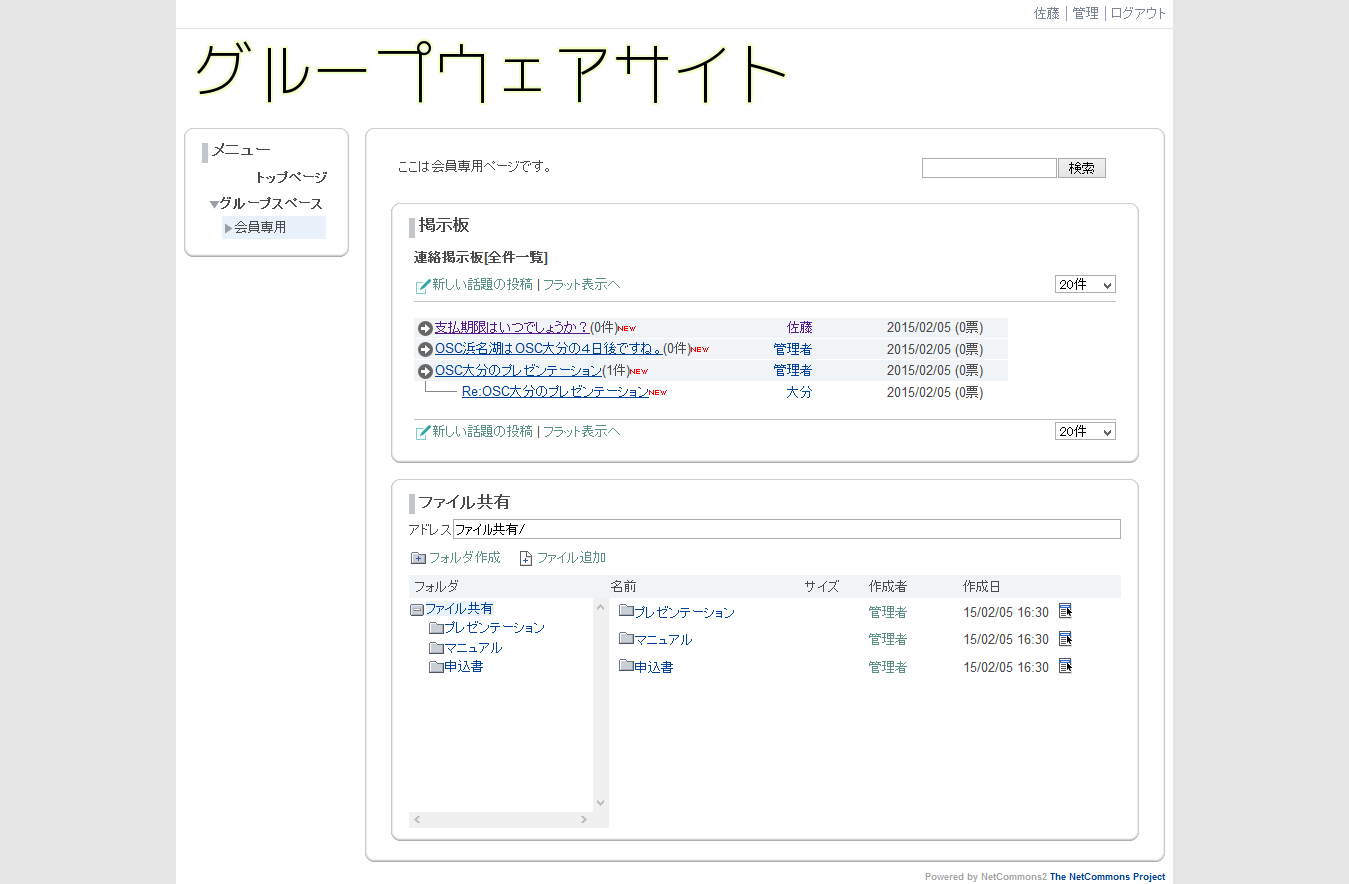 佐藤 | 管理 | ログアウト
グループウェアサイト
メニュー
トップページ
グループスペース
会員専用
ここは会員専用ページです。
検索
掲示板
連絡掲示板[全件一覧]
新しい話題の投稿 | フラット表示へ 20件
支払期限はいつでしょうか？(0件)NEW 佐藤 2015/02/05 (0票)
OSC浜名湖はOSC大分の４日後ですね。(0件)NEW 管理者 2015/02/05 (0票)
OSC大分のプレゼンテーション(1件)NEW 管理者 2015/02/05 (0票)
Re:OSC大分のプレゼンテーションNEW 大分 2015/02/05 (0票)
新しい話題の投稿 | フラット表示へ 20件
ファイル共有
アドレス ファイル共有/
フォルダ作成 ファイル追加
フォルダ 名前 サイズ 作成者 作成日
ファイル共有
プレゼンテーション
マニュアル
申込書
プレゼンテーション 管理者 15/02/05 16:30
マニュアル 管理者 15/02/05 16:30
申込書 管理者 15/02/05 16:30
Powered by NetCommons2 The NetCommons Project